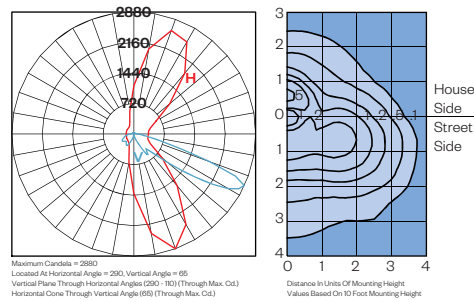 2880
2160
1440
720
H
V
Maximum Candela = 2880
Located At Horizontal Angle = 290, Vertical Angle = 65
Vertical Plane Through Horizontal Angles (290 - 110) (Through Max. Cd.)
Horizontal Cone Through Vertical Angle (65) (Through Max. Cd.)
3
2
1
0
1
2
3
4
5
1 2
1 .2 .5 .1
House
Side
Street
Side
0 1 2 3 4
Distance In Units Of Mounting Height
Values Based On 10 Foot Mounting Height